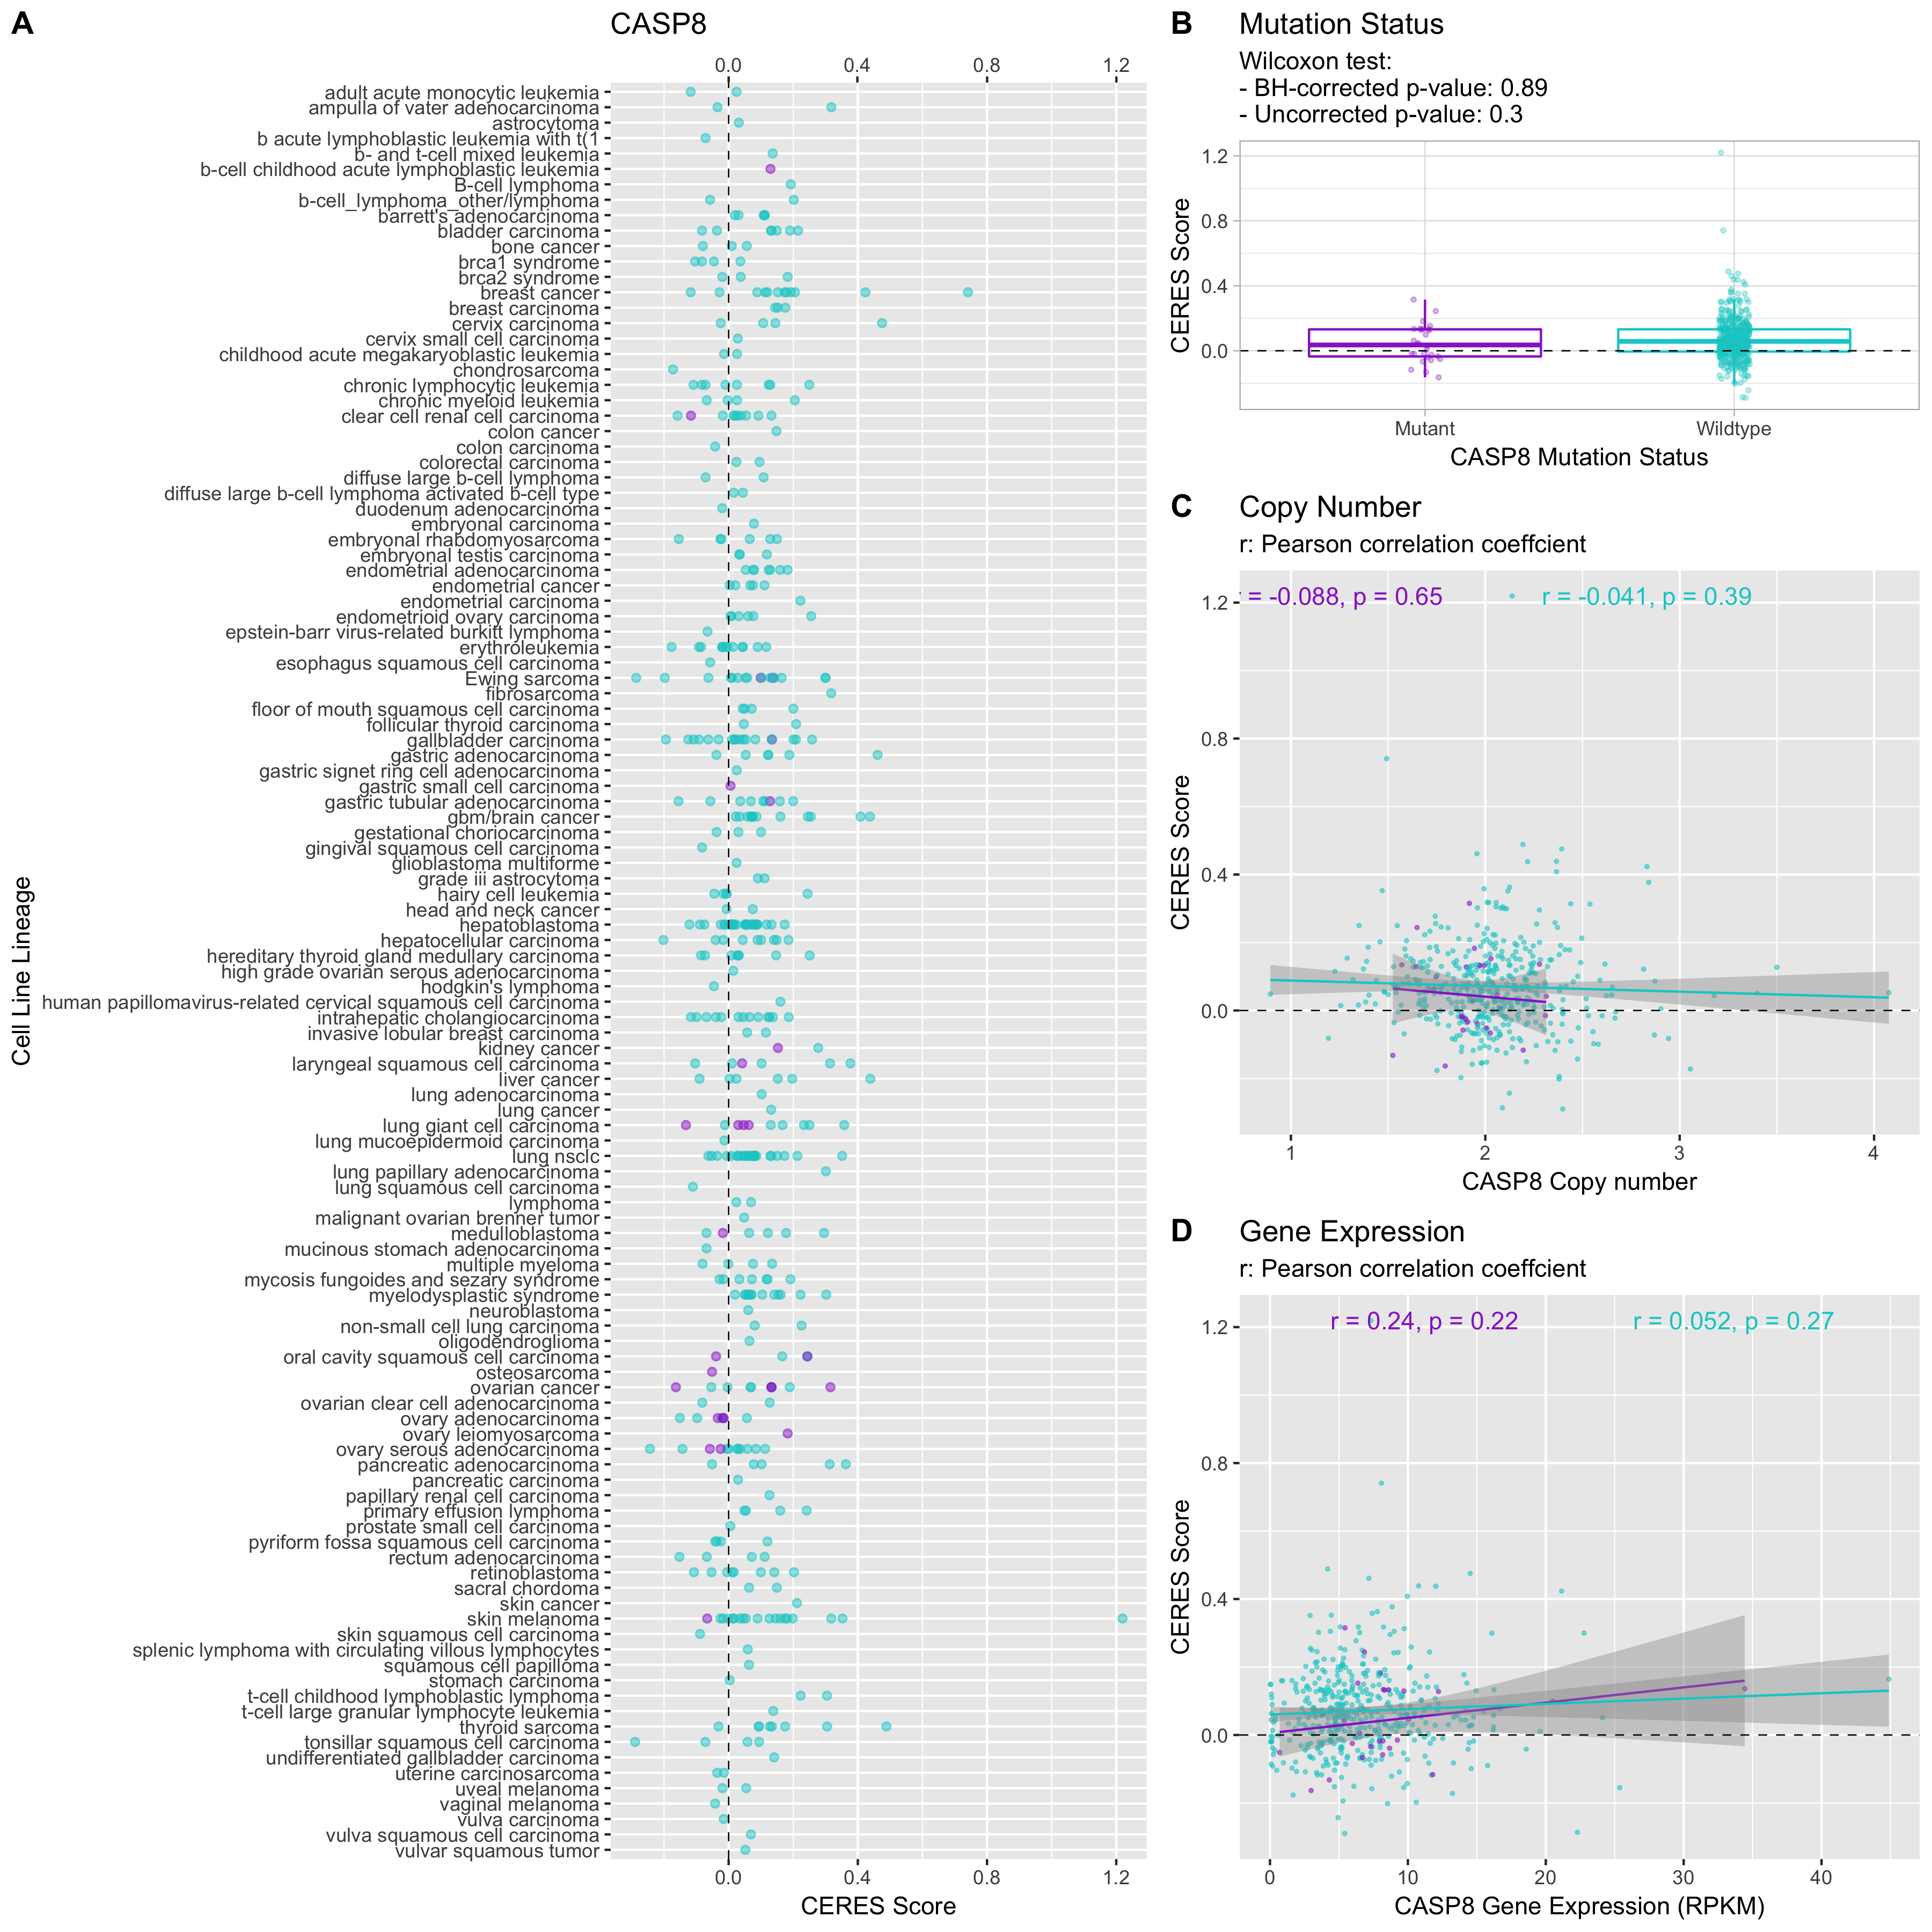 A
CASP8
0.0 0.4 0.8 1.2
Cell Line Lineage
adult acute monocytic leukemia
ampulla of vater adenocarcinoma
astrocytoma
b acute lymphoblastic leukemia with t(1
b- and t-cell mixed leukemia
b-cell childhood acute lymphoblastic leukemia
B-cell lymphoma
b-cell_lymphoma_other/lymphoma
barrett's adenocarcinoma
bladder carcinoma
bone cancer
brca1 syndrome
brca2 syndrome
breast cancer
breast carcinoma
cervix carcinoma
cervix small cell carcinoma
childhood acute megakaryoblastic leukemia
chondrosarcoma
chronic lymphocytic leukemia
chronic myeloid leukemia
clear cell renal cell carcinoma
colon cancer
colon carcinoma
colorectal carcinoma
diffuse large b-cell lymphoma
diffuse large b-cell lymphoma activated b-cell type
duodenum adenocarcinoma
embryonal carcinoma
embryonal rhabdomyosarcoma
embryonal testis carcinoma
endometrial adenocarcinoma
endometrial cancer
endometrial carcinoma
endometrioid ovary carcinoma
epstein-barr virus-related burkitt lymphoma
erythroleukemia
esophagus squamous cell carcinoma
Ewing sarcoma
fibrosarcoma
floor of mouth squamous cell carcinoma
follicular thyroid carcinoma
gallbladder carcinoma
gastric adenocarcinoma
gastric signet ring cell adenocarcinoma
gastric small cell carcinoma
gastric tubular adenocarcinoma
gbm/brain cancer
gestational choriocarcinoma
gingival squamous cell carcinoma
glioblastoma multiforme
grade iii astrocytoma
hairy cell leukemia
head and neck cancer
hepatoblastoma
hepatocellular carcinoma
hereditary thyroid gland medullary carcinoma
high grade ovarian serous adenocarcinoma
hodgkin's lymphoma
human papillomavirus-related cervical squamous cell carcinoma
intrahepatic cholangiocarcinoma
invasive lobular breast carcinoma
kidney cancer
laryngeal squamous cell carcinoma
liver cancer
lung adenocarcinoma
lung cancer
lung giant cell carcinoma
lung mucoepidermoid carcinoma
lung nsclc
lung papillary adenocarcinoma
lung squamous cell carcinoma
lymphoma
malignant ovarian brenner tumor
medulloblastoma
mucinous stomach adenocarcinoma
multiple myeloma
mycosis fungoides and sezary syndrome
myelodysplastic syndrome
neuroblastoma
non-small cell lung carcinoma
oligodendroglioma
oral cavity squamous cell carcinoma
osteosarcoma
ovarian cancer
ovarian clear cell adenocarcinoma
ovary adenocarcinoma
ovary leiomyosarcoma
ovary serous adenocarcinoma
pancreatic adenocarcinoma
pancreatic carcinoma
papillary renal cell carcinoma
primary effusion lymphoma
prostate small cell carcinoma
pyriform fossa squamous cell carcinoma
rectum adenocarcinoma
retinoblastoma
sacral chordoma
skin cancer
skin melanoma
skin squamous cell carcinoma
splenic lymphoma with circulating villous lymphocytes
squamous cell papilloma
stomach carcinoma
t-cell childhood lymphoblastic lymphoma
t-cell large granular lymphocyte leukemia
thyroid sarcoma
tonsillar squamous cell carcinoma
undifferentiated gallbladder carcinoma
uterine carcinosarcoma
uveal melanoma
vaginal melanoma
vulva carcinoma
vulva squamous cell carcinoma
vulvar squamous tumor
0.0 0.4 0.8 1.2
CERES Score
B
Mutation Status
Wilcoxon test:
- BH-corrected p-value: 0.89
- Uncorrected p-value: 0.3
CERES Score
1.2
0.8
0.4
0.0
Mutant Wildtype
CASP8 Mutation Status
C
Copy Number
r: Pearson correlation coeffcient
r = -0.088, p = 0.65 r = -0.041, p = 0.39
CERES Score
1.2
0.8
0.4
0.0
1 2 3 4
CASP8 Copy number
D
Gene Expression
r: Pearson correlation coeffcient
r = 0.24, p = 0.22 r = 0.052, p = 0.27
CERES Score
1.2
0.8
0.4
0.0
0 10 20 30 40
CASP8 Gene Expression (RPKM)